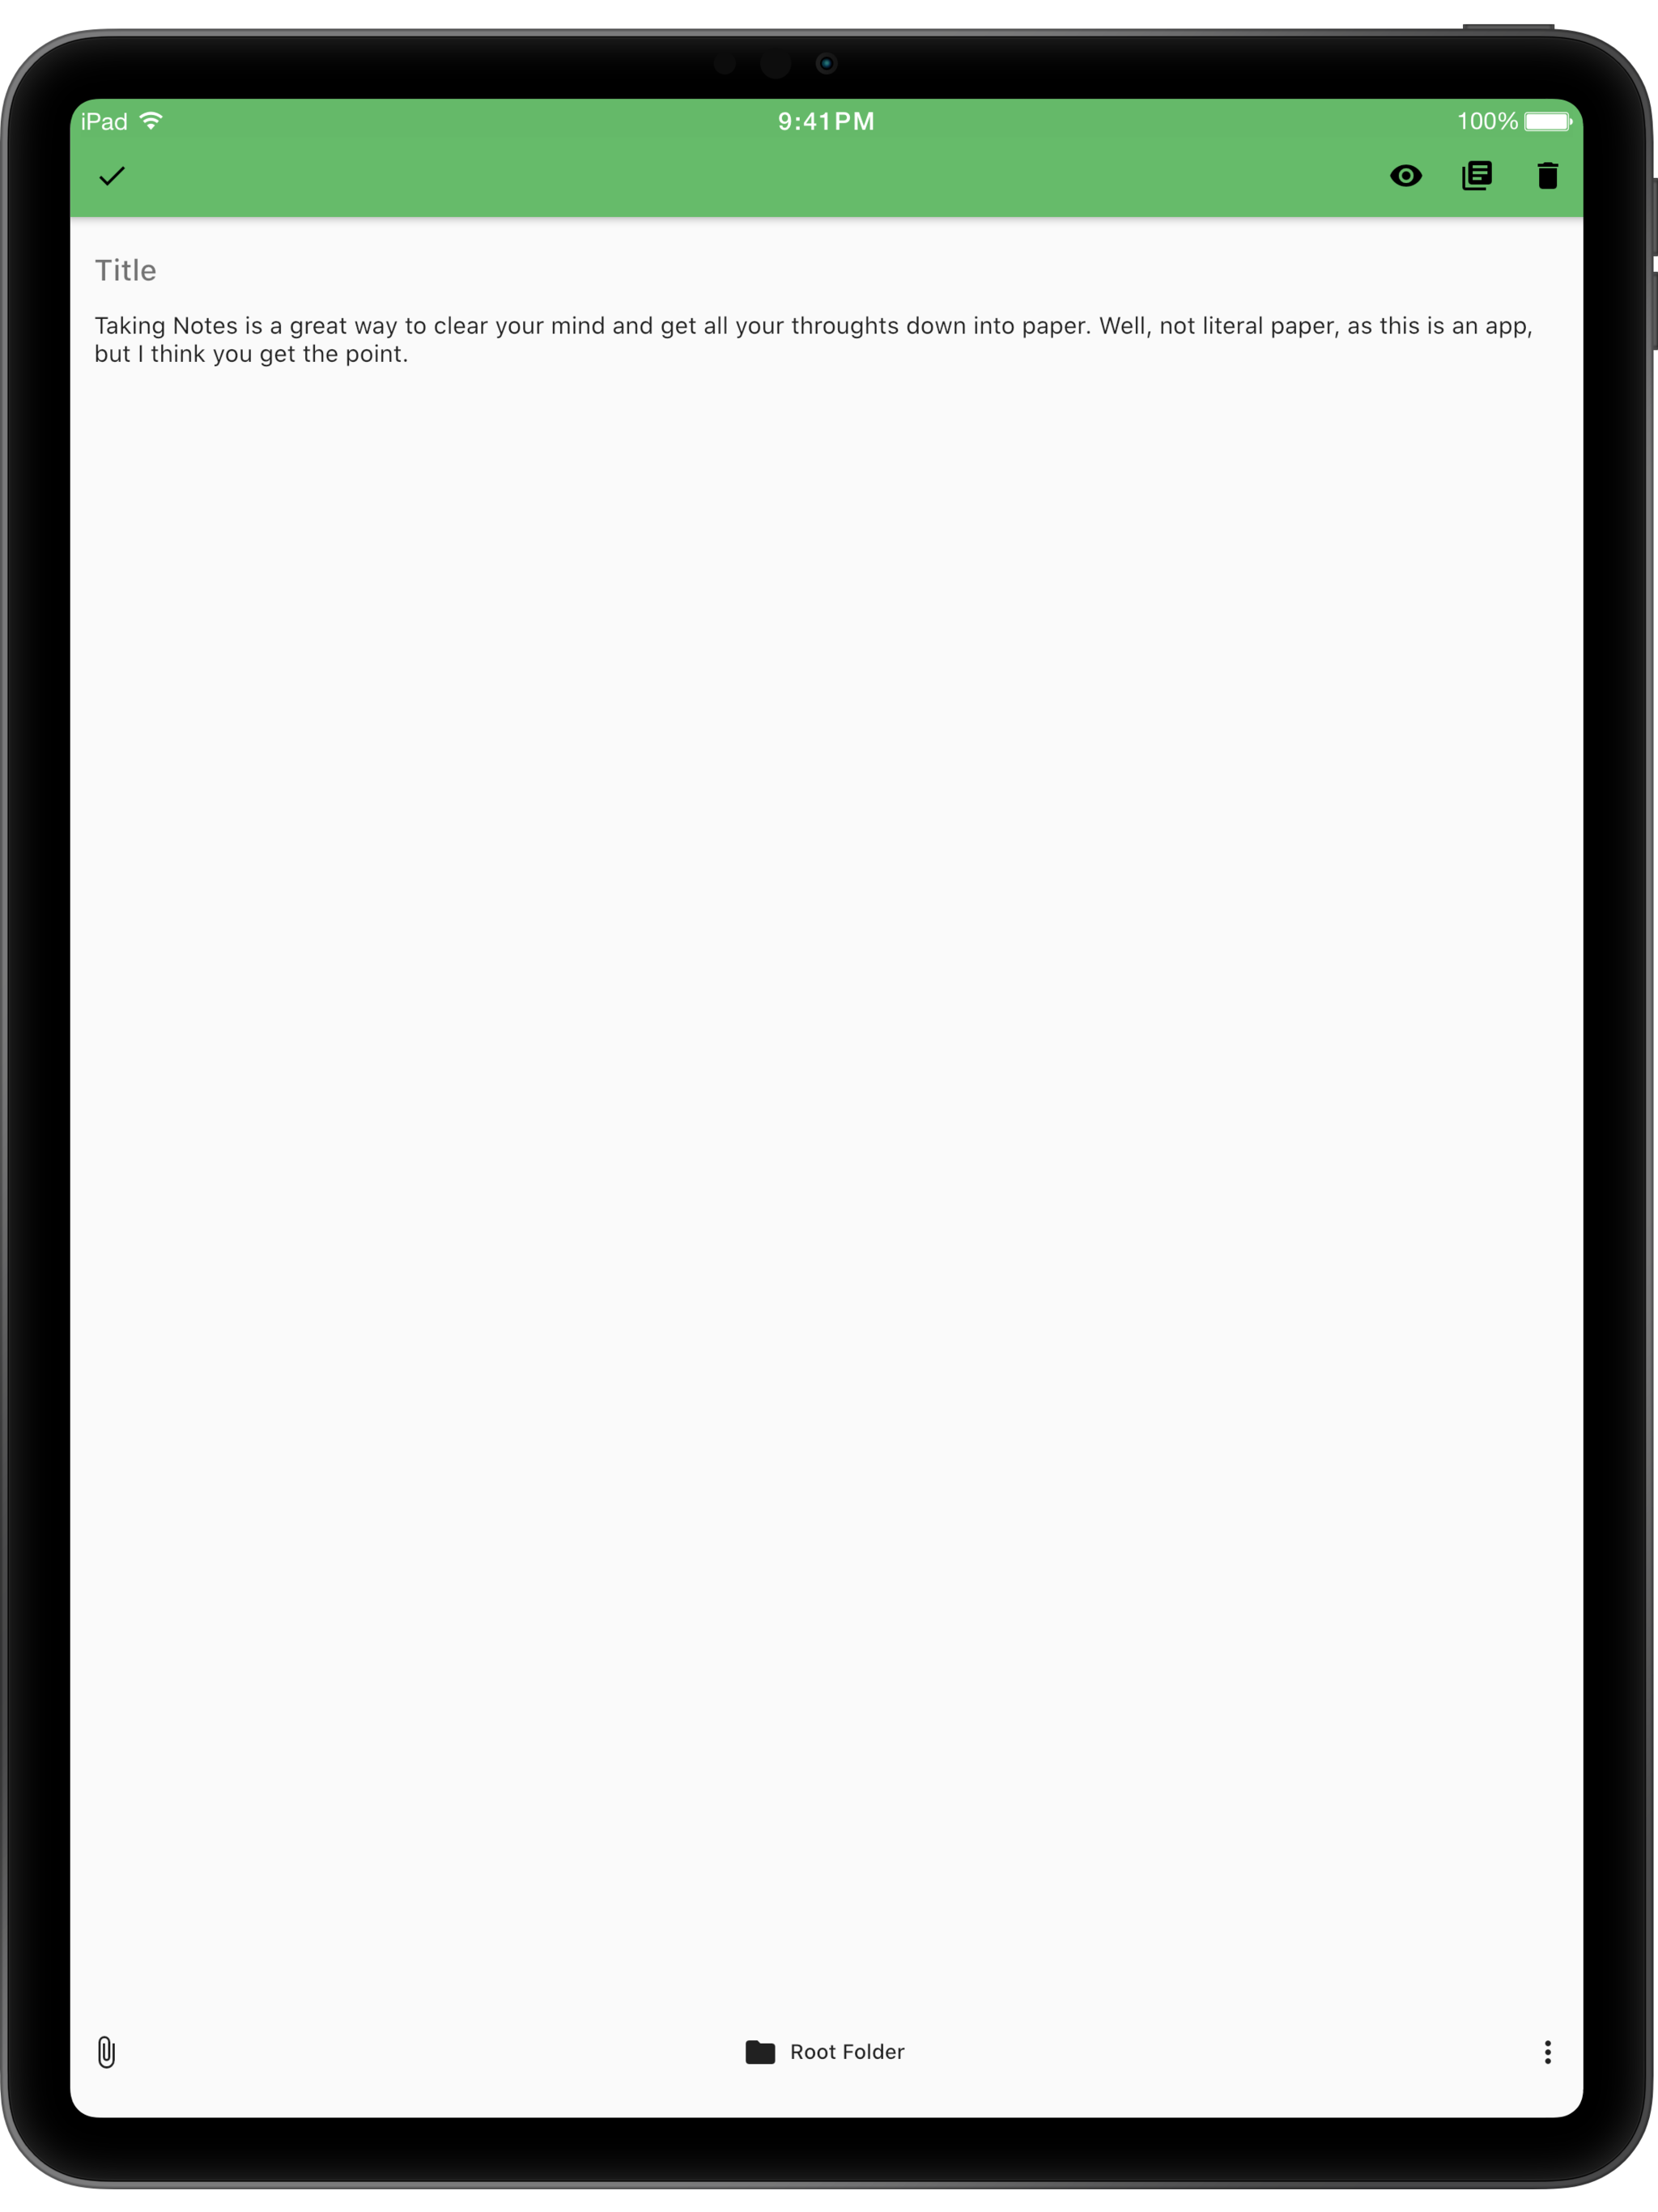 iPad 9:41PM 100%
Title
Taking Notes is a great way to clear your mind and get all your throughts down into paper. Well, not literal paper, as this is an app,
but I think you get the point.
Root Folder